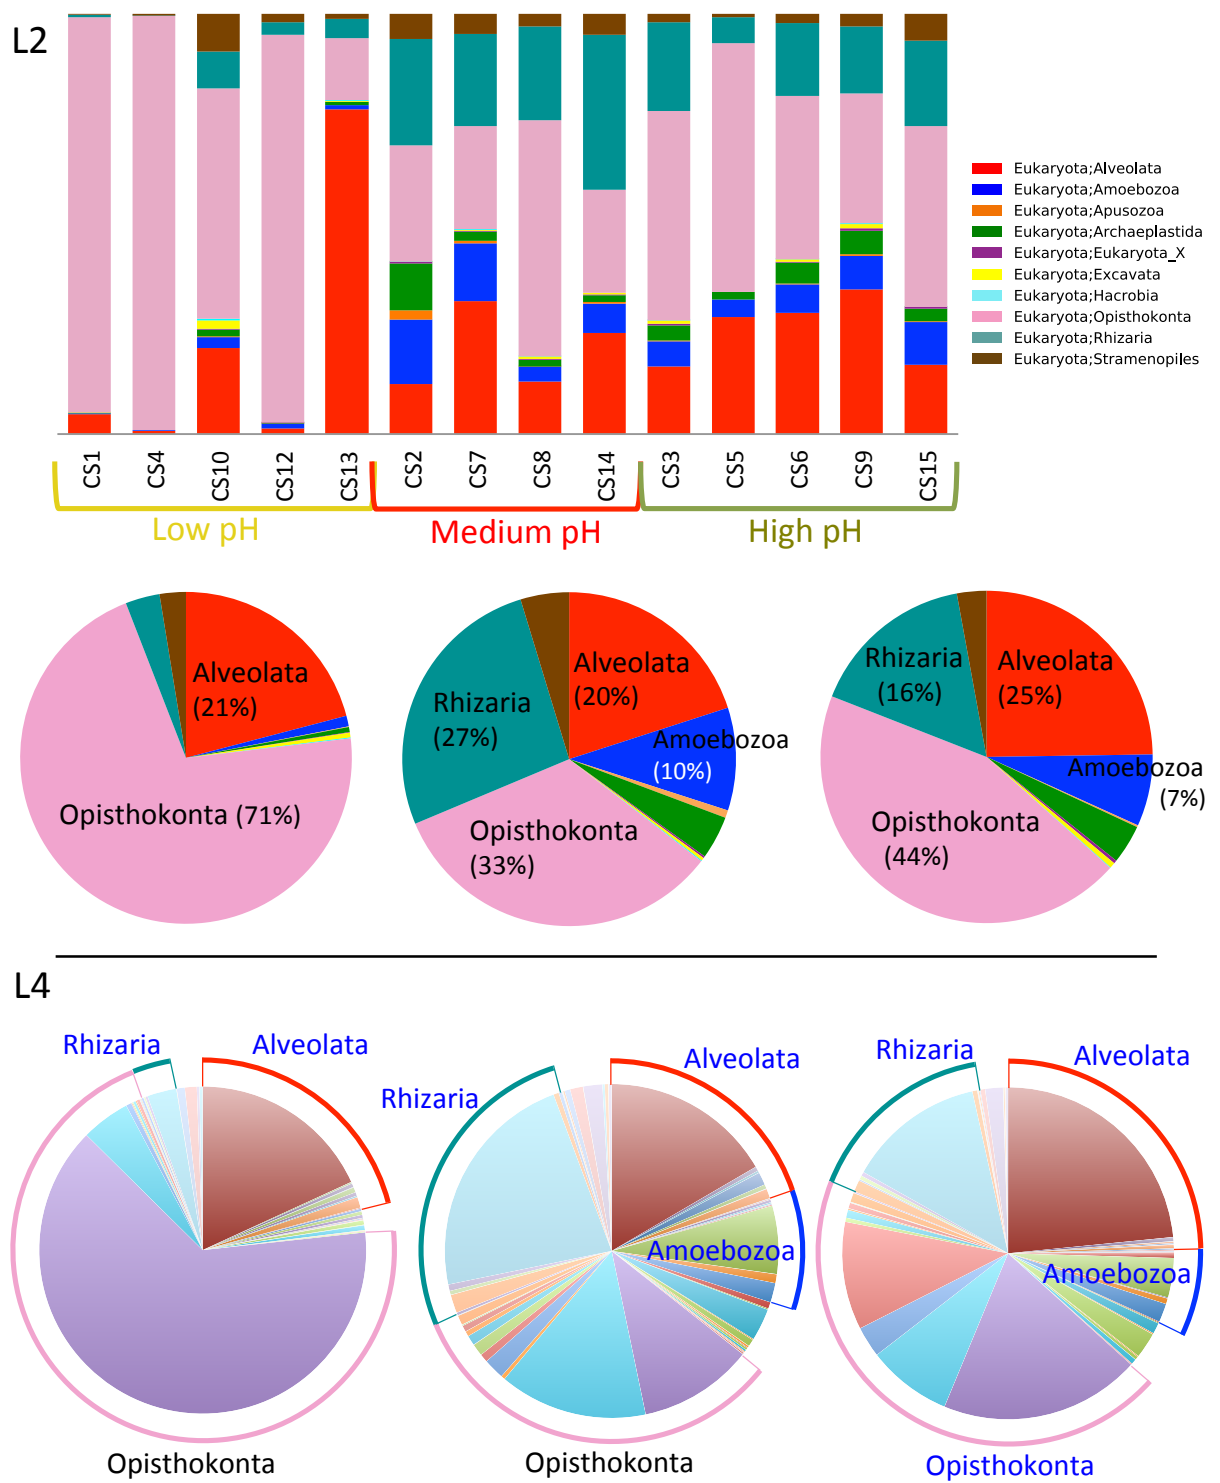 L2
Eukaryota;Alveolata
Eukaryota;Amoebozoa
Eukaryota;Apusozoa
Eukaryota;Archaeplastida
Eukaryota;Eukaryota_X
Eukaryota;Excavata
Eukaryota;Hacrobia
Eukaryota;Opisthokonta
Eukaryota;Rhizaria
Eukaryota;Stramenopiles
CS1 CS4 CS10 CS12 CS13 CS2 CS7 CS8 CS14 CS3 CS5 CS6 CS9 CS15
Low pH Medium pH High pH
Alveolata
(21%)
Opisthokonta (71%)
Alveolata
(20%)
Rhizaria
(27%)
Amoebozoa
(10%)
Opisthokonta
(33%)
Rhizaria
(16%)
Alveolata
(25%)
Amoebozoa
(7%)
Opisthokonta
(44%)
L4
Rhizaria
Alveolata
Opisthokonta
Rhizaria
Alveolata
Amoebozoa
Opisthokonta
Rhizaria
Alveolata
Amoebozoa
Opisthokonta